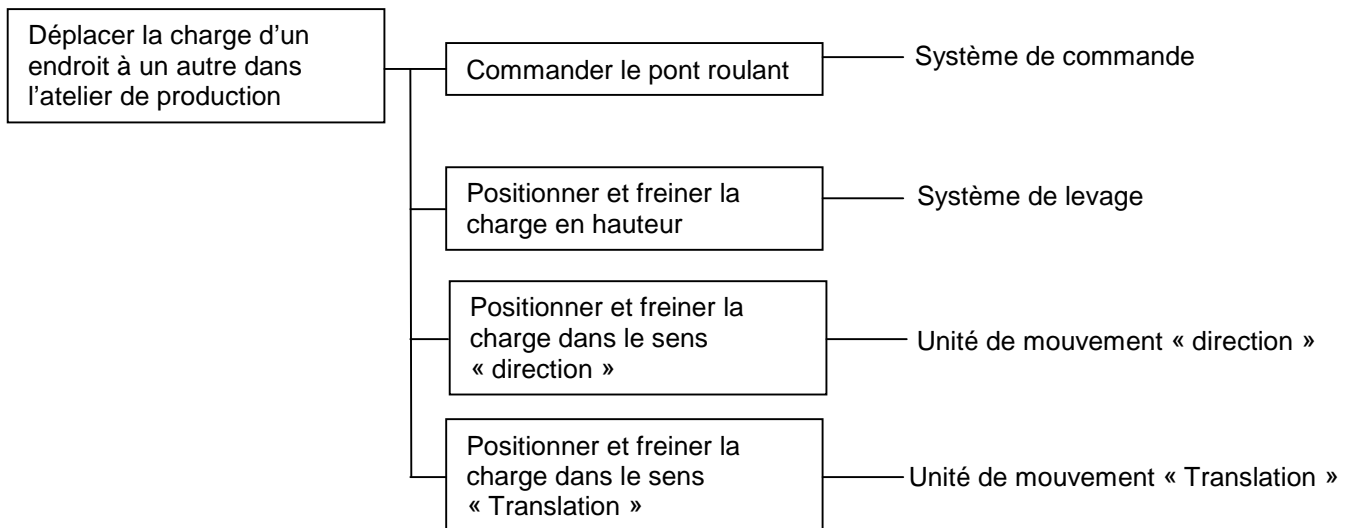 Déplacer la charge d’un
endroit à un autre dans
l’atelier de production
Commander le pont roulant
Système de commande
Positionner et freiner la
charge en hauteur
Système de levage
Positionner et freiner la
charge dans le sens
« direction »
Unité de mouvement « direction »
Positionner et freiner la
charge dans le sens
« Translation »
Unité de mouvement « Translation »